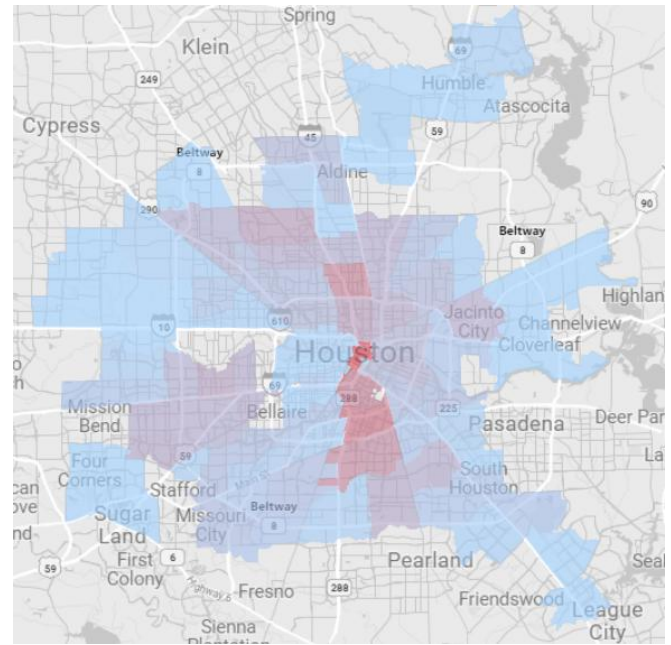 Spring
Klein
69
Humble
249
Atascocita
Cypress
45
59
Beltway
8
Aldine
90
290
Beltway
8
Highlan
Jacinto
City
10
610
Houston
Channelview
Cloverleaf
69
Mission
Bend
Bellaire
288
225
Deer Par
Pasadena
Four
Corners
59
Main S
La
Stafford
South
Houston
can
ove
Beltway
8
Sugar
Land
Missouri
City
nd
6
First
Colony
Pearland
Sea
59
Highway 6
Fresno
288
Friendswood
League
City
Sienna
Plantation